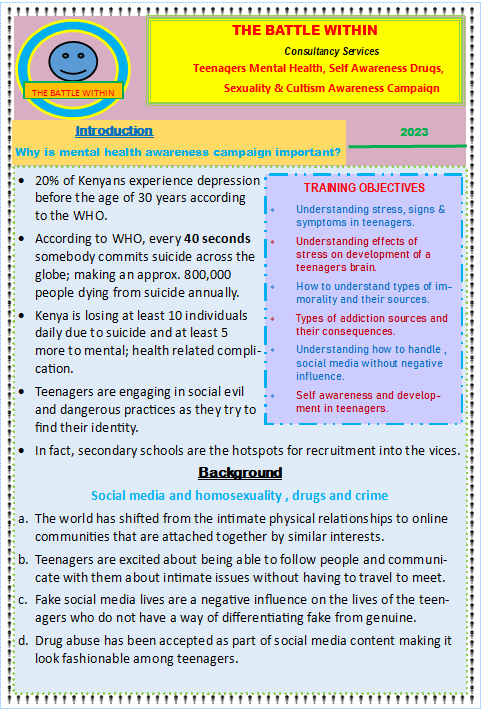 THE BATTLE WITHIN
THE BATTLE WITHIN
Consultancy Services
Teenagers Mental Health, Self Awareness Drugs,
Sexuality & Cultism Awareness Campaign
Introduction
Why is mental health awareness campaign important?
2023
• 20% of Kenyans experience depression
before the age of 30 years according
to the WHO.
• According to WHO, every 40 seconds
somebody commits suicide across the
globe; making an approx. 800,000
people dying from suicide annually.
• Kenya is losing at least 10 individuals
daily due to suicide and at least 5
more to mental; health related compli-
cation.
• Teenagers are engaging in social evil
and dangerous practices as they try to
find their identity.
• In fact, secondary schools are the hotspots for recruitment into the vices.
TRAINING OBJECTIVES
Understanding stress, signs &
symptoms in teenagers.
Understanding effects of
stress on development of a
teenagers brain.
How to understand types of im-
morality and their sources.
Types of addiction sources and
their consequences.
Understanding how to handle ,
social media without negative
influence.
Self awareness and develop-
ment in teenagers.
Background
Social media and homosexuality , drugs and crime
a. The world has shifted from the intimate physical relationships to online
communities that are attached together by similar interests.
b. Teenagers are excited about being able to follow people and communi-
cate with them about intimate issues without having to travel to meet.
c. Fake social media lives are a negative influence on the lives of the teen-
agers who do not have a way of differentiating fake from genuine.
d. Drug abuse has been accepted as part of social media content making it
look fashionable among teenagers.